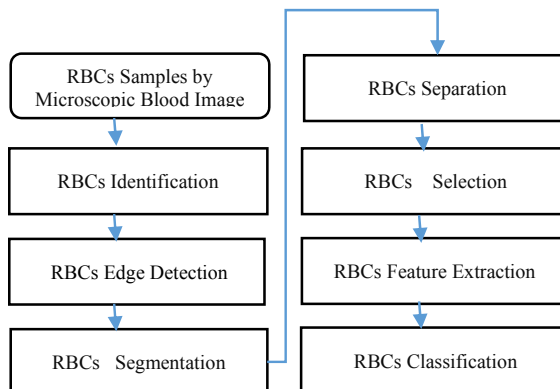 RBCs Samples by
Microscopic Blood Image
RBCs Identification
RBCs Edge Detection
RBCs Segmentation
RBCs Separation
RBCs Selection
RBCs Feature Extraction
RBCs Classification